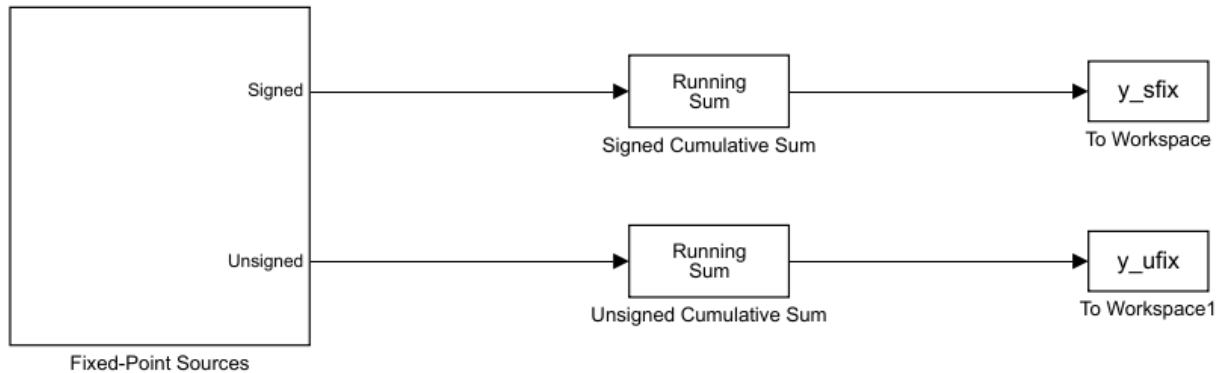 Signed
Running
Sum
Signed Cumulative Sum
y_sfix
To Workspace
Unsigned
Running
Sum
Unsigned Cumulative Sum
y_ufix
To Workspace1
Fixed-Point Sources